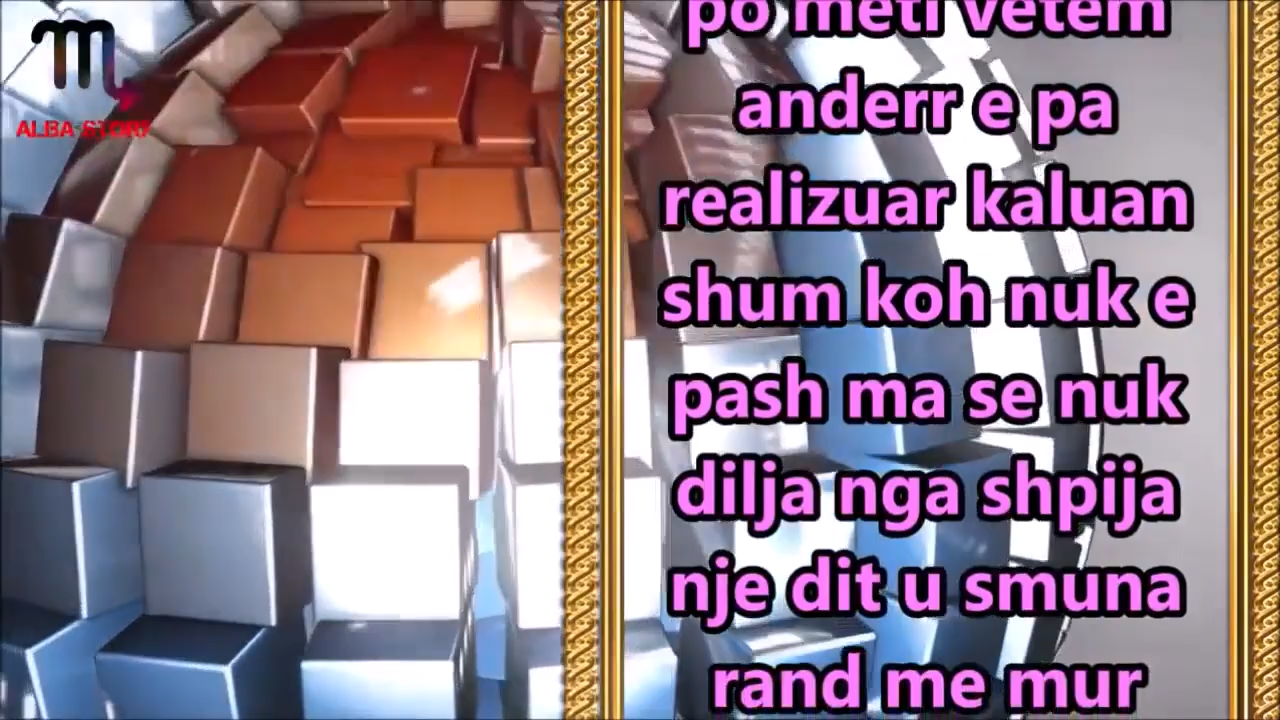 ALBA STORY
po meti vetem
anderr e pa
realizuar kaluan
shum koh nuk e
pash ma se nuk
dilja nga shpija
nje dit u smuna
rand me mur